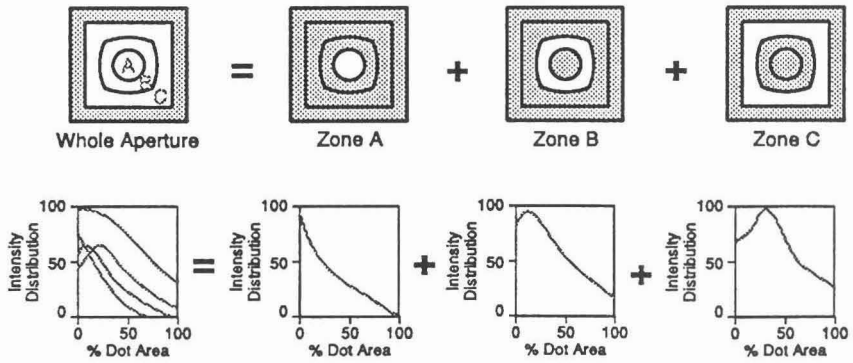 A
C
= + +
Whole Aperture Zone A Zone B Zone C
100 100 100 100
Intensity
Distribution
50
0
0 50 100
% Dot Area
=
Intensity
Distribution
50
0
0 50 100
% Dot Area
+
Intensity
Distribution
50
0
0 50 100
% Dot Area
+
Intensity
Distribution
50
0
0 50 100
% Dot Area